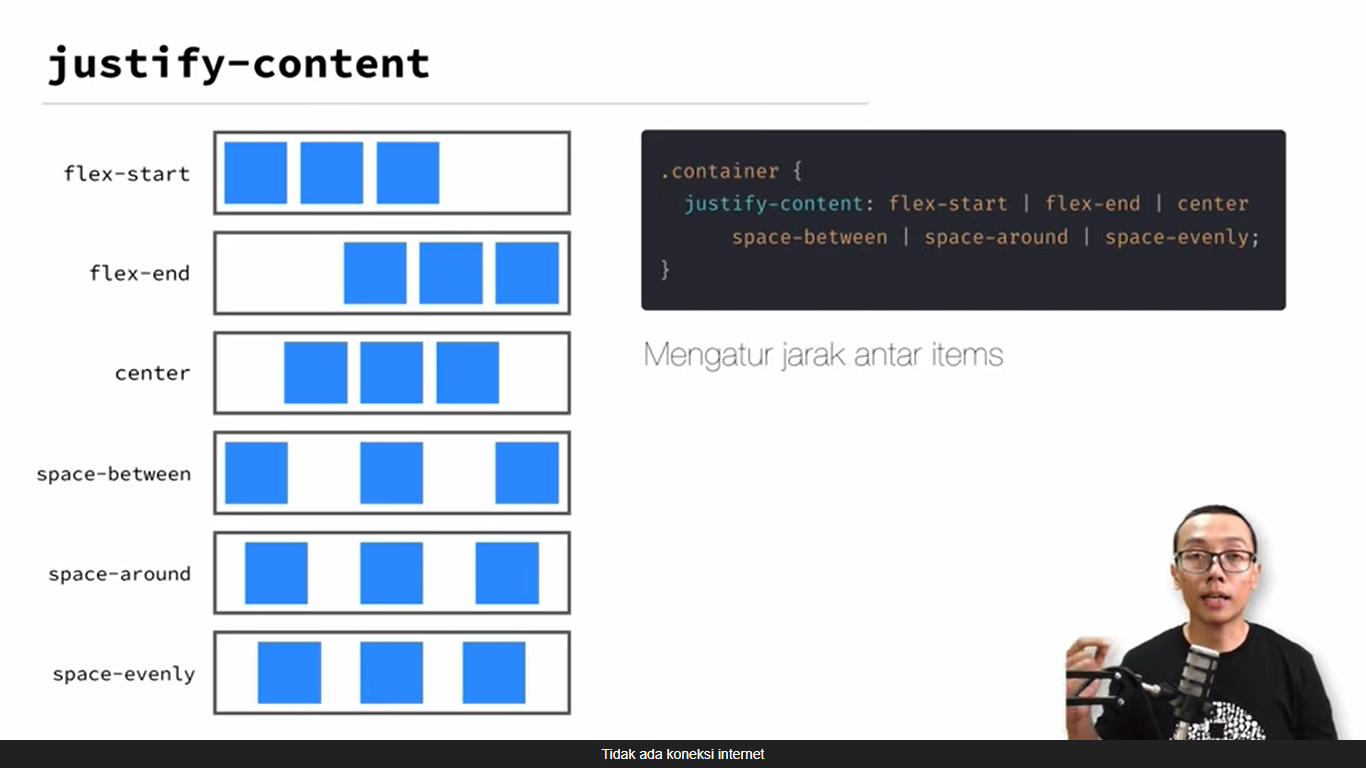 justify-content
flex-start
flex-end
center
space-between
space-around
space-evenly
.container {
justify-content: flex-start | flex-end | center
space-between | space-around | space-evenly;
}
Mengatur jarak antar items
Tidak ada koneksi internet